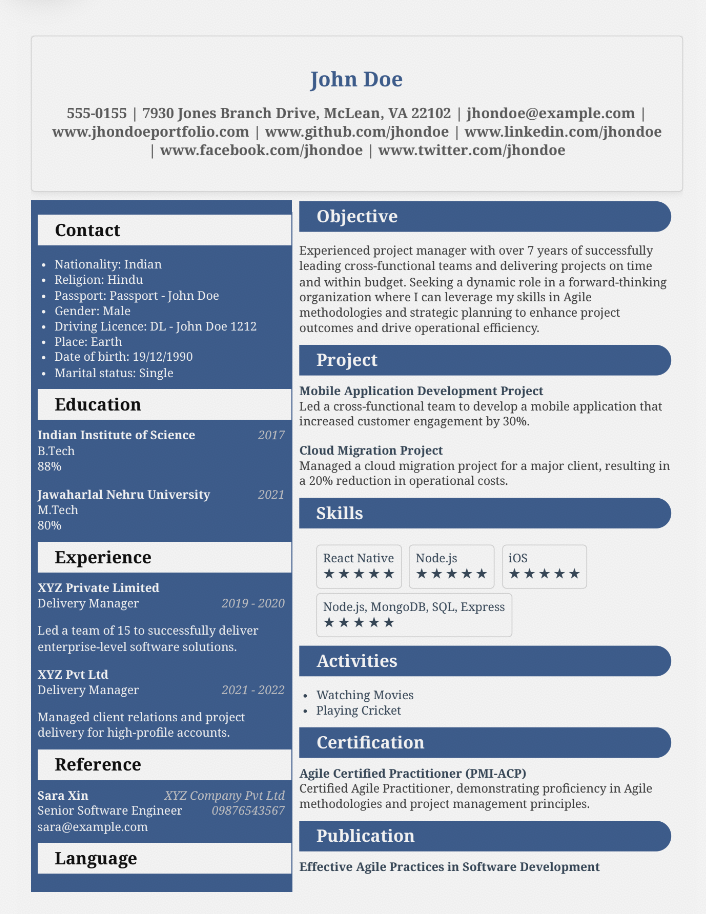 John Doe
555-0155 | 7930 Jones Branch Drive, McLean, VA 22102 | jhondoe@example.com |
www.jhondoeportfolio.com | www.github.com/jhondoe | www.linkedin.com/jhondoe
| www.facebook.com/jhondoe | www.twitter.com/jhondoe
Contact
• Nationality: Indian
• Religion: Hindu
• Passport: Passport - John Doe
• Gender: Male
• Driving Licence: DL - John Doe 1212
• Place: Earth
• Date of birth: 19/12/1990
• Marital status: Single
Education
Indian Institute of Science 2017
B.Tech
88%
Jawaharlal Nehru University 2021
M.Tech
80%
Experience
XYZ Private Limited
Delivery Manager 2019 - 2020
Led a team of 15 to successfully deliver
enterprise-level software solutions.
XYZ Pvt Ltd
Delivery Manager 2021 - 2022
Managed client relations and project
delivery for high-profile accounts.
Reference
Sara Xin XYZ Company Pvt Ltd
Senior Software Engineer 09876543567
sara@example.com
Language
Objective
Experienced project manager with over 7 years of successfully
leading cross-functional teams and delivering projects on time
and within budget. Seeking a dynamic role in a forward-thinking
organization where I can leverage my skills in Agile
methodologies and strategic planning to enhance project
outcomes and drive operational efficiency.
Project
Mobile Application Development Project
Led a cross-functional team to develop a mobile application that
increased customer engagement by 30%.
Cloud Migration Project
Managed a cloud migration project for a major client, resulting in
a 20% reduction in operational costs.
Skills
React Native
★★★★★
Node.js
★★★★★
iOS
★★★★★
Node.js, MongoDB, SQL, Express
★★★★★
Activities
• Watching Movies
• Playing Cricket
Certification
Agile Certified Practitioner (PMI-ACP)
Certified Agile Practitioner, demonstrating proficiency in Agile
methodologies and project management principles.
Publication
Effective Agile Practices in Software Development